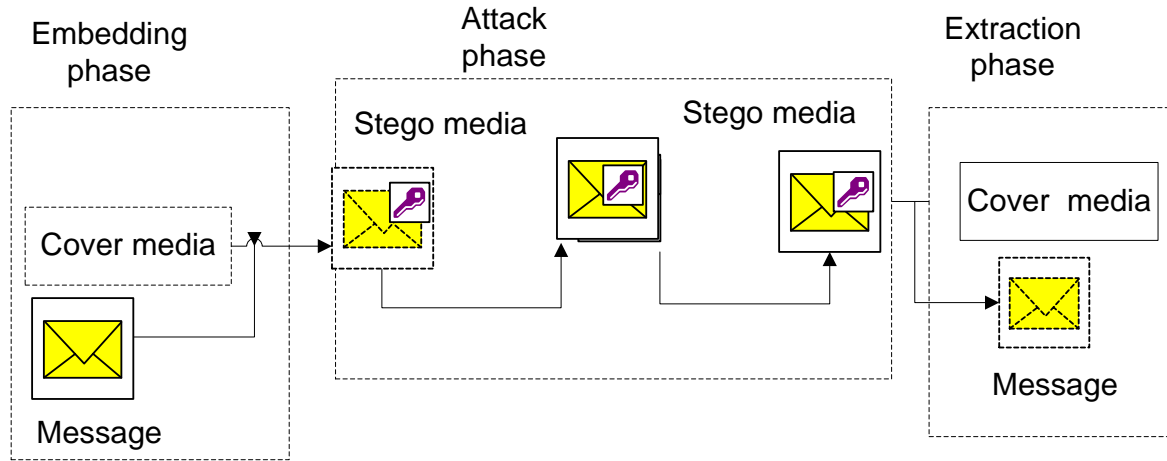 Embedding
phase
Attack
phase
Extraction
phase
Stego media
Stego media
Cover media
Message
Cover  media
Message